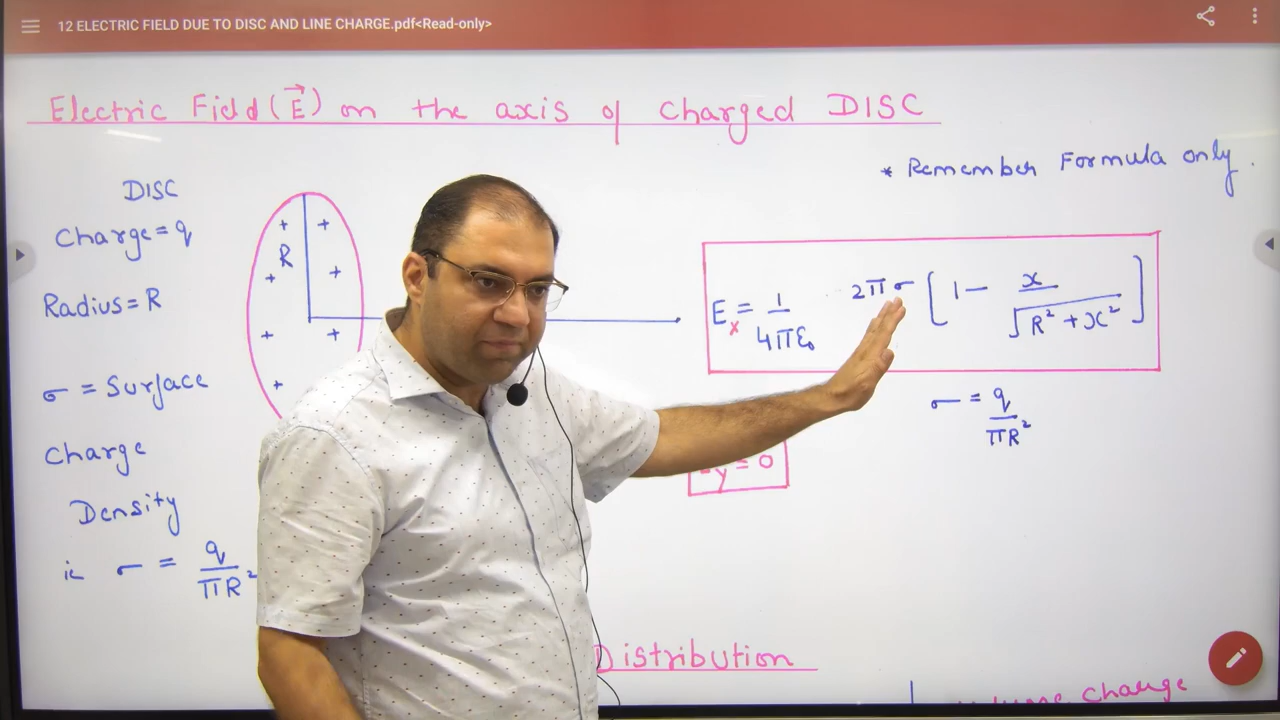 12 ELECTRIC FIELD DUE TO DISC AND LINE CHARGE.pdf<Read-only>
Electric Field (E⃗) on the axis of Charged DISC
* Remember Formula only.
DISC
Charge = q
Radius = R
σ = Surface
Charge
Density
ie σ = q/πR²
+ +
R
+ +
+ +
+
Eₓ = 1/4πε₀ 2πσ [1 - x/√R² + x²]
σ = q/πR²
y = 0
Distribution
Charge